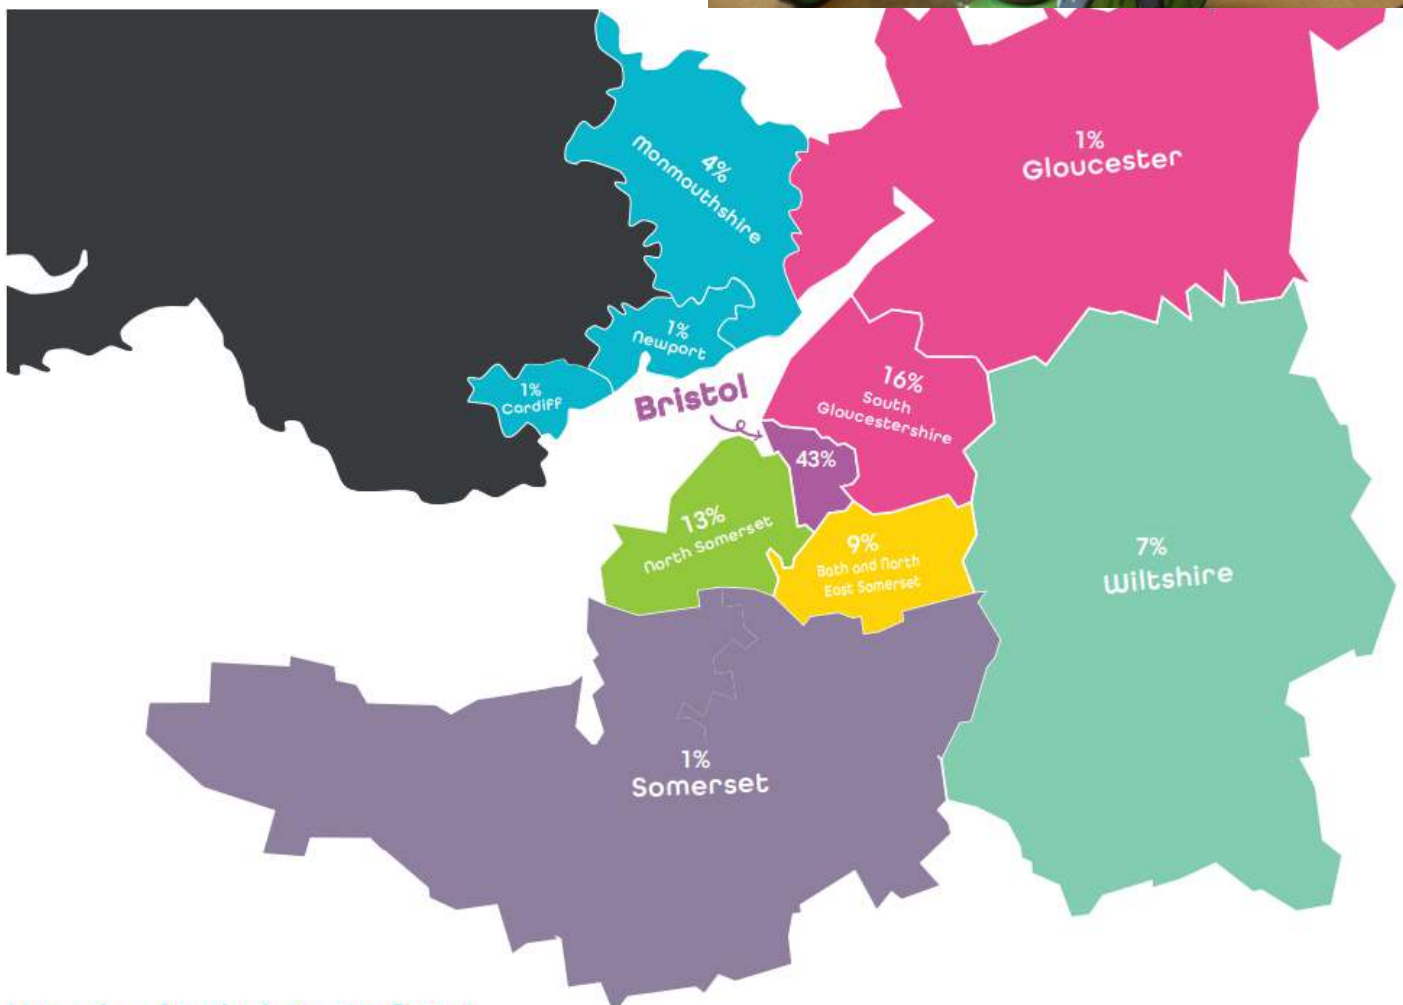 4%
Monmouthshire
1%
Gloucester
1%
Newport
1%
Cardiff
Bristol
16%
South
Gloucestershire
43%
13%
North Somerset
9%
Bath and North
East Somerset
7%
Wiltshire
1%
Somerset